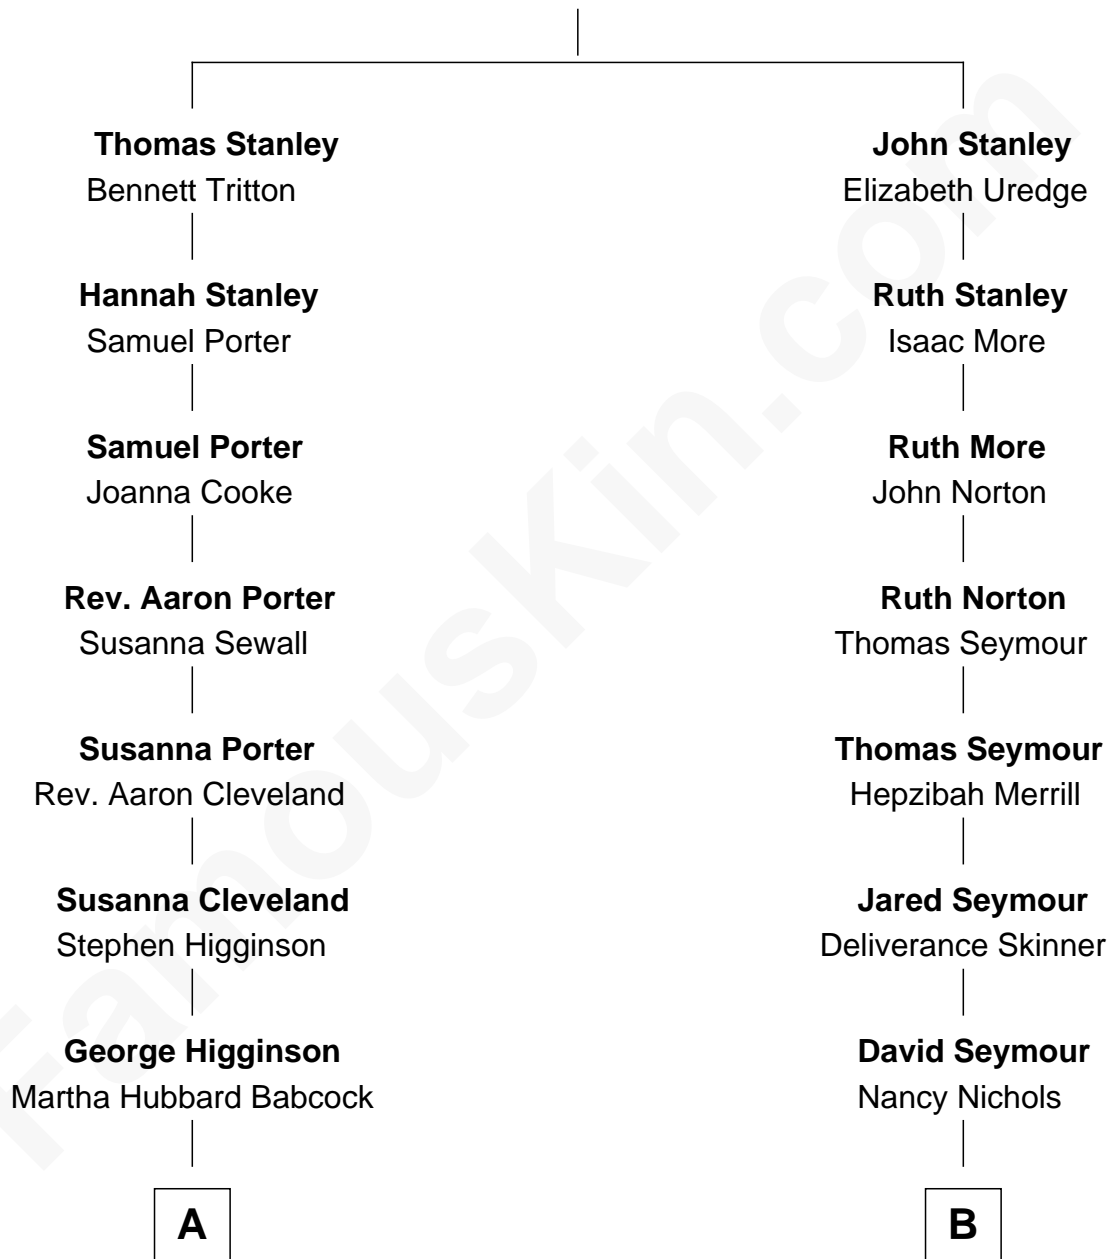 Thomas Stanley
Bennett Tritton
Hannah Stanley
Samuel Porter
Samuel Porter
Joanna Cooke
Rev. Aaron Porter
Susanna Sewall
Susanna Porter
Rev. Aaron Cleveland
Susanna Cleveland
Stephen Higginson
George Higginson
Martha Hubbard Babcock
A
John Stanley
Elizabeth Uredge
Ruth Stanley
Isaac More
Ruth More
John Norton
Ruth Norton
Thomas Seymour
Thomas Seymour
Hepzibah Merrill
Jared Seymour
Deliverance Skinner
David Seymour
Nancy Nichols
B
FamousKin.com